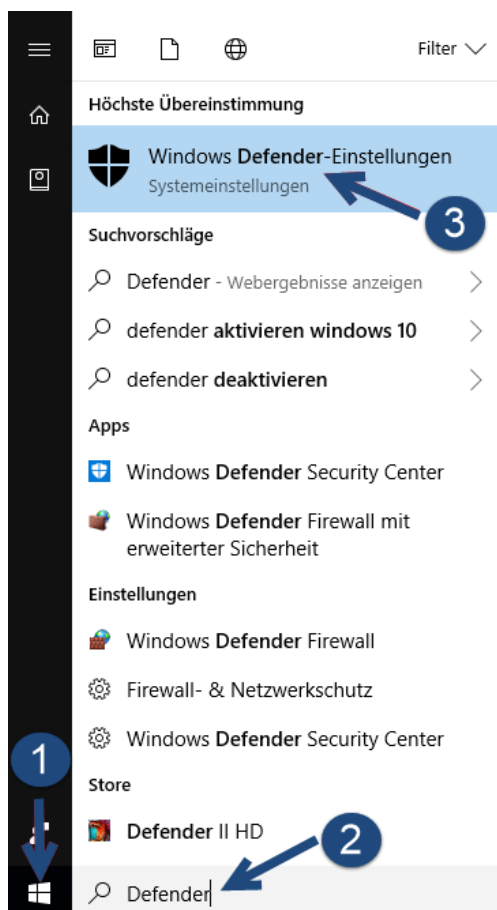 Filter
Höchste Übereinstimmung
Windows Defender-Einstellungen
Systemeinstellungen
3
Suchvorschläge
Defender - Webergebnisse anzeigen
defender aktivieren windows 10
defender deaktivieren
Apps
Windows Defender Security Center
Windows Defender Firewall mit
erweiterter Sicherheit
Einstellungen
Windows Defender Firewall
Firewall- & Netzwerkschutz
Windows Defender Security Center
1
Store
Defender II HD
2
Defender